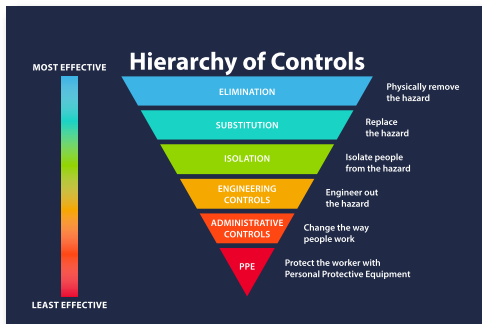 Hierarchy of Controls
MOST EFFECTIVE
ELIMINATION
Physically remove
the hazard
SUBSTITUTION
Replace
the hazard
ISOLATION
Isolate people
from the hazard
ENGINEERING
CONTROLS
Engineer out
the hazard
ADMINISTRATIVE
CONTROLS
Change the way
people work
PPE
Protect the worker with
Personal Protective Equipment
LEAST EFFECTIVE